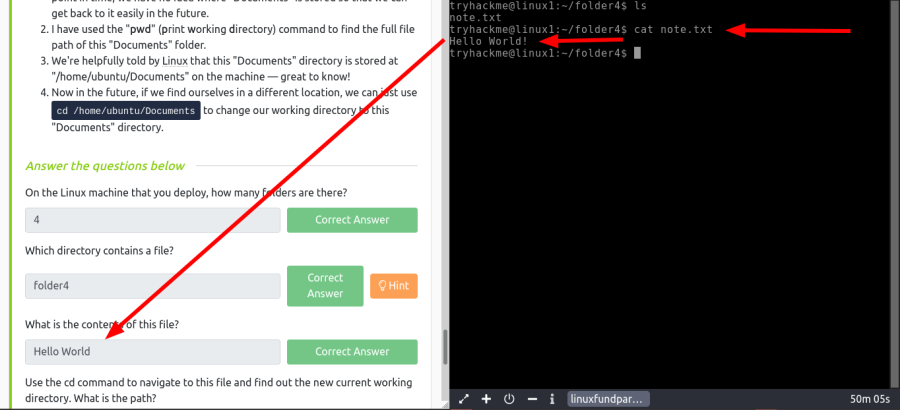 point in time, we have no idea where "Documents" is stored so that we can
get back to it easily in the future.
2. I have used the "pwd" (print working directory) command to find the full file
path of this "Documents" folder.
3. We're helpfully told by Linux that this "Documents" directory is stored at
"/home/ubuntu/Documents" on the machine — great to know!
4. Now in the future, if we find ourselves in a different location, we can just use
cd /home/ubuntu/Documents to change our working directory to this
"Documents" directory.
Answer the questions below
On the Linux machine that you deploy, how many folders are there?
4
Correct Answer
Which directory contains a file?
folder4
Correct
Answer
Hint
What is the contents of this file?
Hello World
Correct Answer
Use the cd command to navigate to this file and find out the new current working
directory. What is the path?
tryhackme@linux1:~/folder4$ ls
note.txt
tryhackme@linux1:~/folder4$ cat note.txt
Hello World!
tryhackme@linux1:~/folder4$
linuxfundpar...
50m 05s